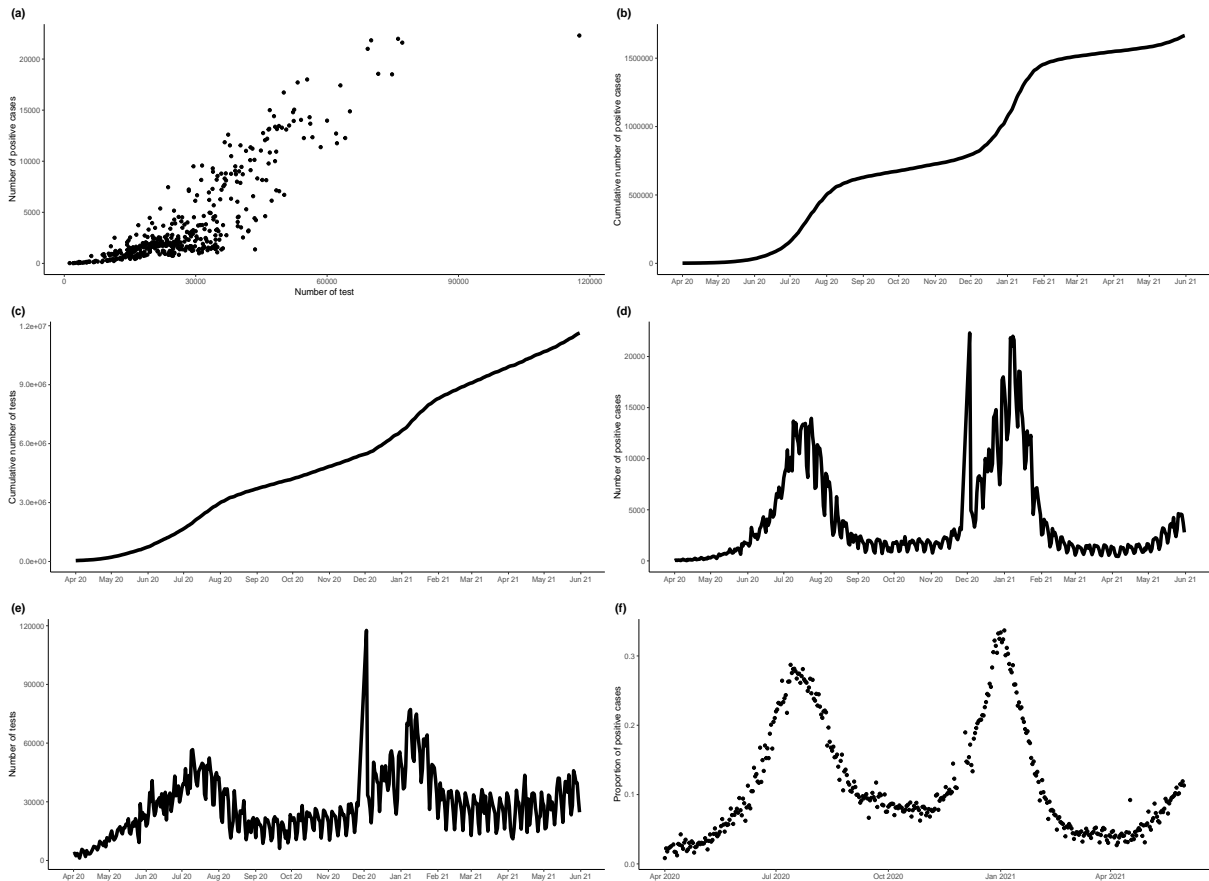 (a)
Number of positive cases
20000
15000
10000
5000
0
0 30000 60000 90000 120000
Number of test
(b)
Cumulative number of positive cases
1500000
1000000
500000
0
Apr 20 May 20 Jun 20 Jul 20 Aug 20 Sep 20 Oct 20 Nov 20 Dec 20 Jan 21 Feb 21 Mar 21 Apr 21 May 21 Jun 21
(c)
Cumulative number of tests
1.2e+07
9.0e+06
6.0e+06
3.0e+06
0.0e+00
Apr 20 May 20 Jun 20 Jul 20 Aug 20 Sep 20 Oct 20 Nov 20 Dec 20 Jan 21 Feb 21 Mar 21 Apr 21 May 21 Jun 21
(d)
Number of positive cases
20000
15000
10000
5000
0
Apr 20 May 20 Jun 20 Jul 20 Aug 20 Sep 20 Oct 20 Nov 20 Dec 20 Jan 21 Feb 21 Mar 21 Apr 21 May 21 Jun 21
(e)
Number of tests
120000
90000
60000
30000
0
Apr 20 May 20 Jun 20 Jul 20 Aug 20 Sep 20 Oct 20 Nov 20 Dec 20 Jan 21 Feb 21 Mar 21 Apr 21 May 21 Jun 21
(f)
Proportion of positive cases
0.3
0.2
0.1
0.0
Apr 2020 Jul 2020 Oct 2020 Jan 2021 Apr 2021